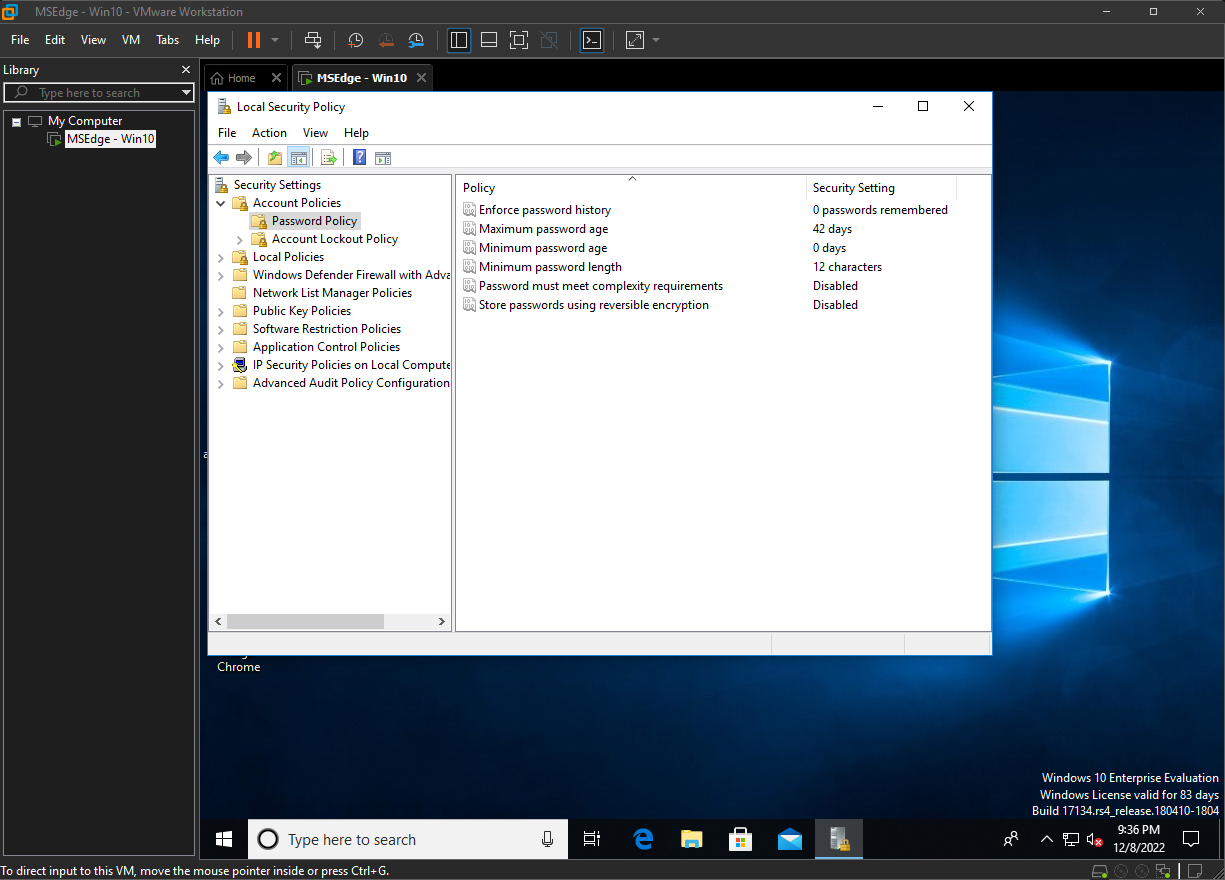 MSEdge - Win10 - VMware Workstation
File Edit View VM Tabs Help
Library
Home
MSEdge - Win10
Type here to search
My Computer
MSEdge - Win10
Local Security Policy
File Action View Help
Security Settings
Account Policies
Password Policy
Account Lockout Policy
Local Policies
Windows Defender Firewall with Adva
Network List Manager Policies
Public Key Policies
Software Restriction Policies
Application Control Policies
IP Security Policies on Local Compute
Advanced Audit Policy Configuration
Policy Security Setting
Enforce password history 0 passwords remembered
Maximum password age 42 days
Minimum password age 0 days
Minimum password length 12 characters
Password must meet complexity requirements Disabled
Store passwords using reversible encryption Disabled
Chrome
Windows 10 Enterprise Evaluation
Windows License valid for 83 days
Build 17134.rs4_release.180410-1804
Type here to search
9:36 PM
12/8/2022
To direct input to this VM, move the mouse pointer inside or press Ctrl+G.